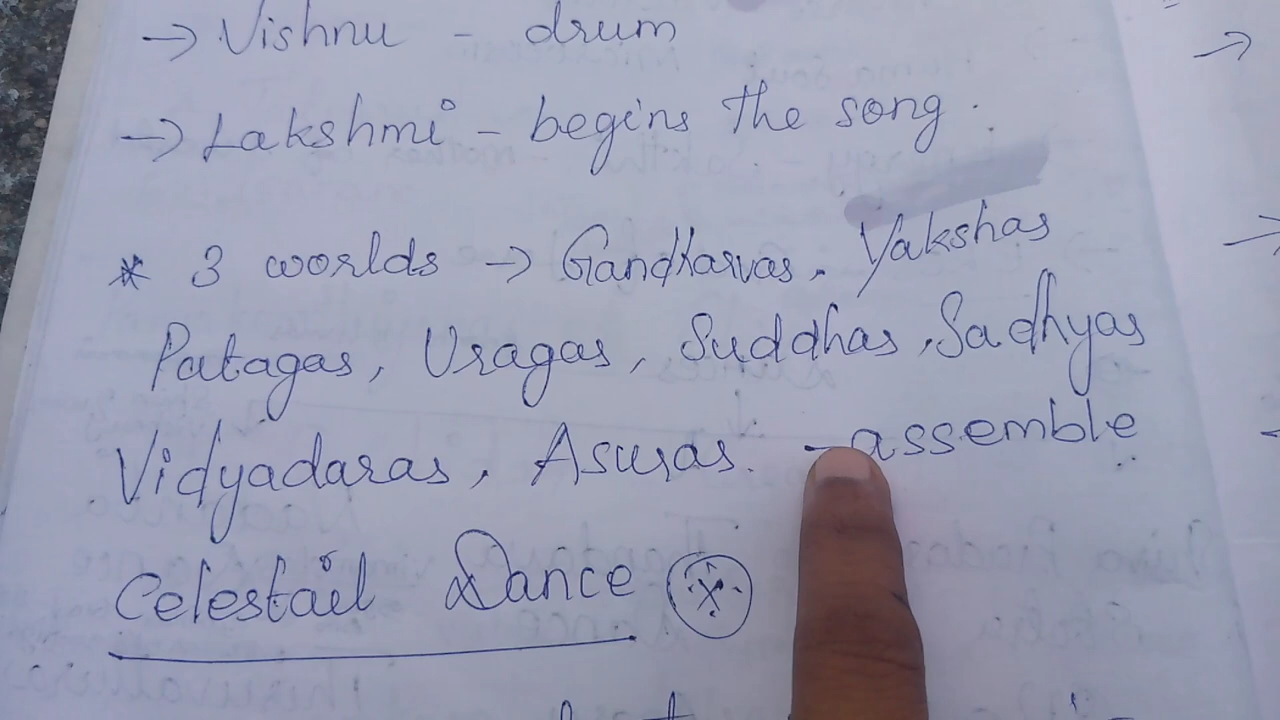 → Vishnu - drum
→ Lakshmi - begins the song.
* 3 worlds → Gandharvas, Yakshas
Patagas, Uragas, Suddhas, Sadhyas
Vidyadaras, Asuras. - assemble
Celestail Dance